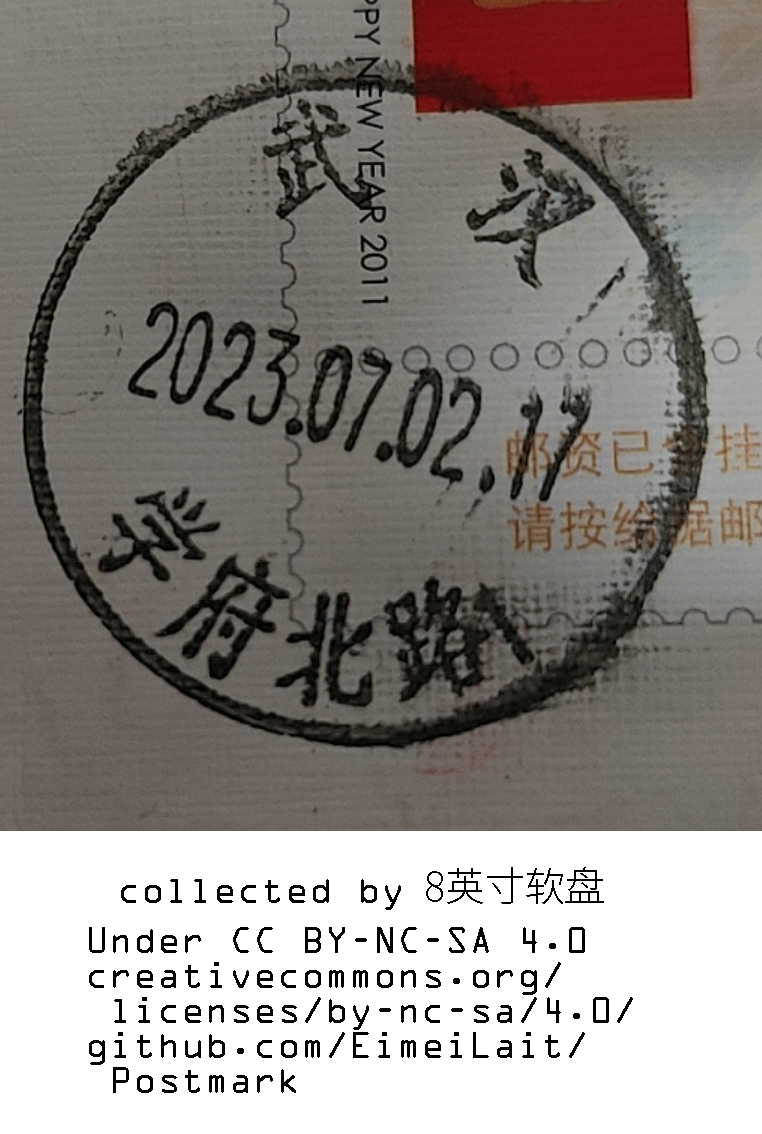 PPY NEW YEAR 2011
武 汉
2023.07.02.17
邮资已含挂
请按给据邮
学府北路
collected by 8英寸软盘
Under CC BY-NC-SA 4.0
creativecommons.org/
licenses/by-nc-sa/4.0/
github.com/EimeiLait/
Postmark